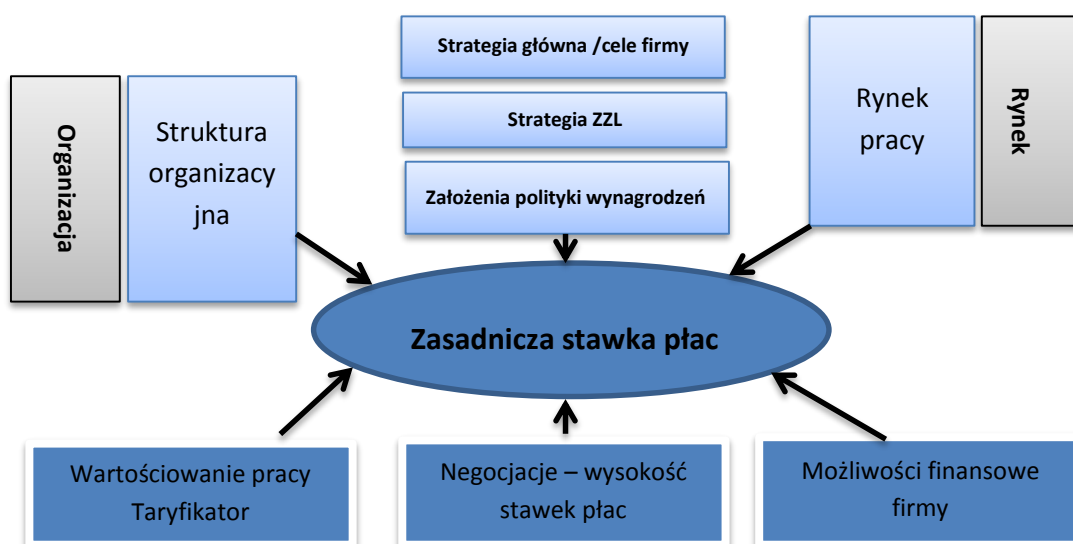 Strategia główna /cele firmy
Strategia ZZL
Założenia polityki wynagrodzeń
Organizacja
Struktura
organizacy
jna
Rynek
pracy
Rynek
Zasadnicza stawka płac
Wartościowanie pracy
Taryfikator
Negocjacje – wysokość
stawek płac
Możliwości finansowe
firmy